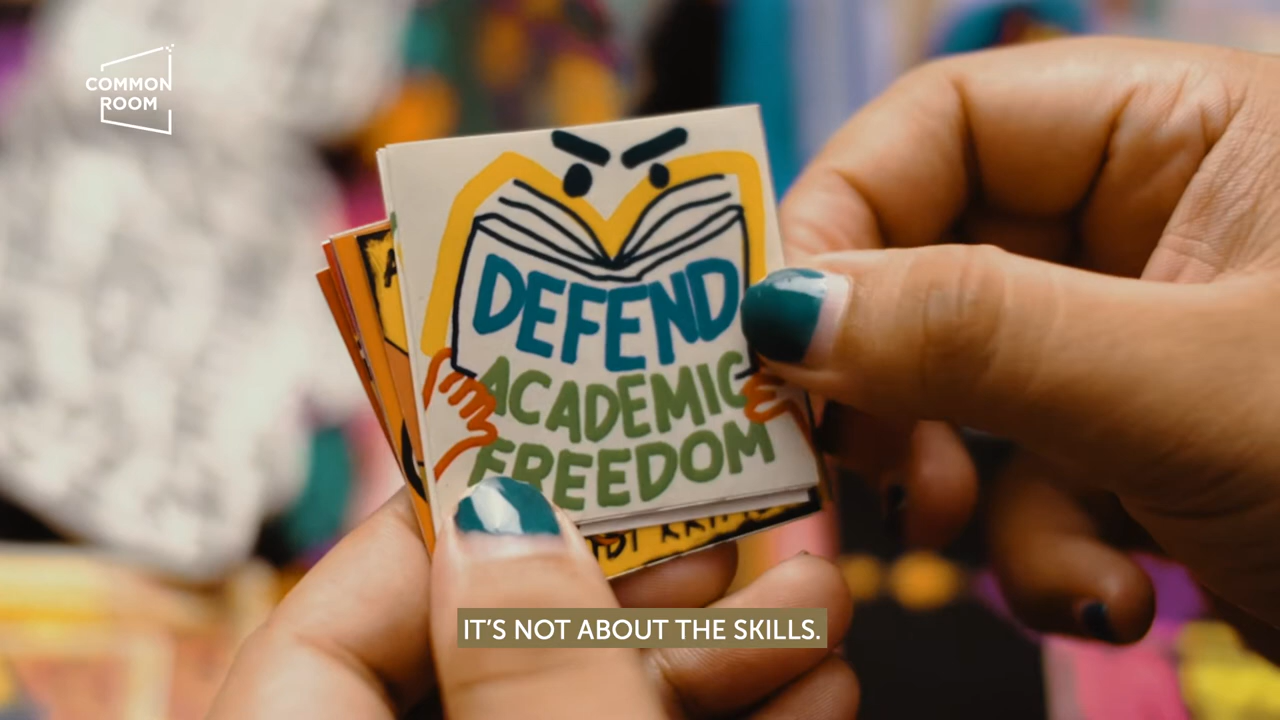 COMMON
ROOM
DEFEND
ACADEMIC
FREEDOM
IT'S NOT ABOUT THE SKILLS.